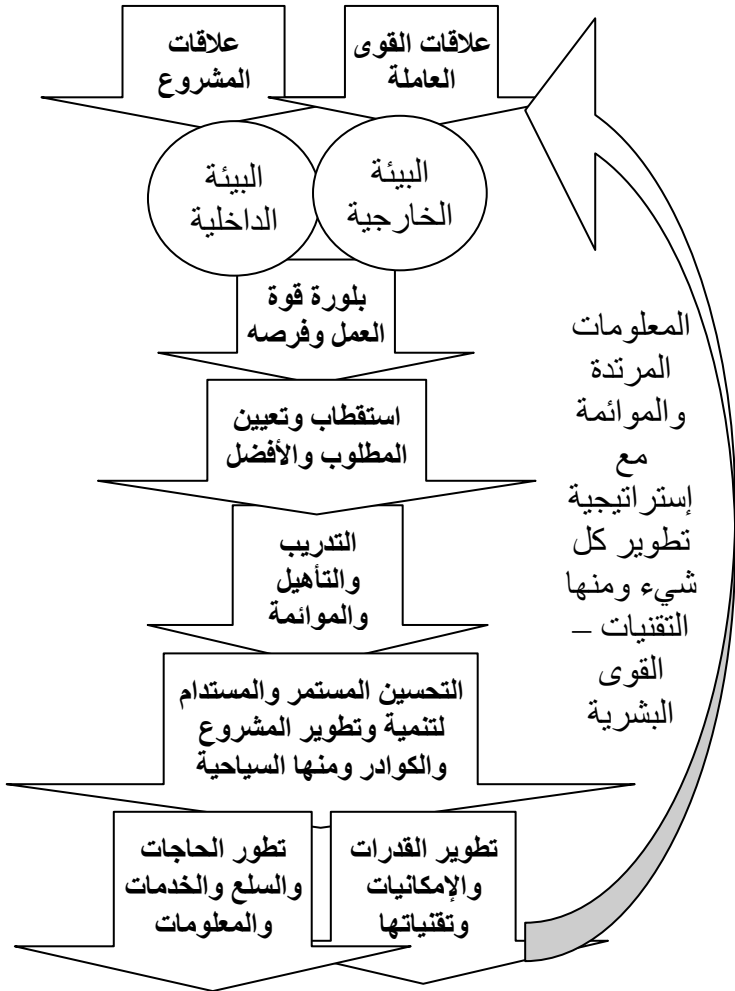 علاقات القوى
العاملة
علاقات
المشروع
البيئة
الخارجية
البيئة
الداخلية
بلورة قوة
العمل وفرصه
استقطاب وتعيين
المطلوب والأفضل
التدريب
والتأهيل
والموائمة
التحسين المستمر والمستدام
لتنمية وتطوير المشروع
والكوادر ومنها السياحية
تطوير القدرات
والإمكانيات
وتقنياتها
تطور الحاجات
والسلع والخدمات
والمعلومات
المعلومات
المرتدة
والموائمة
مع
إستراتيجية
تطوير كل
شيء ومنها
التقنيات –
القوى
البشرية